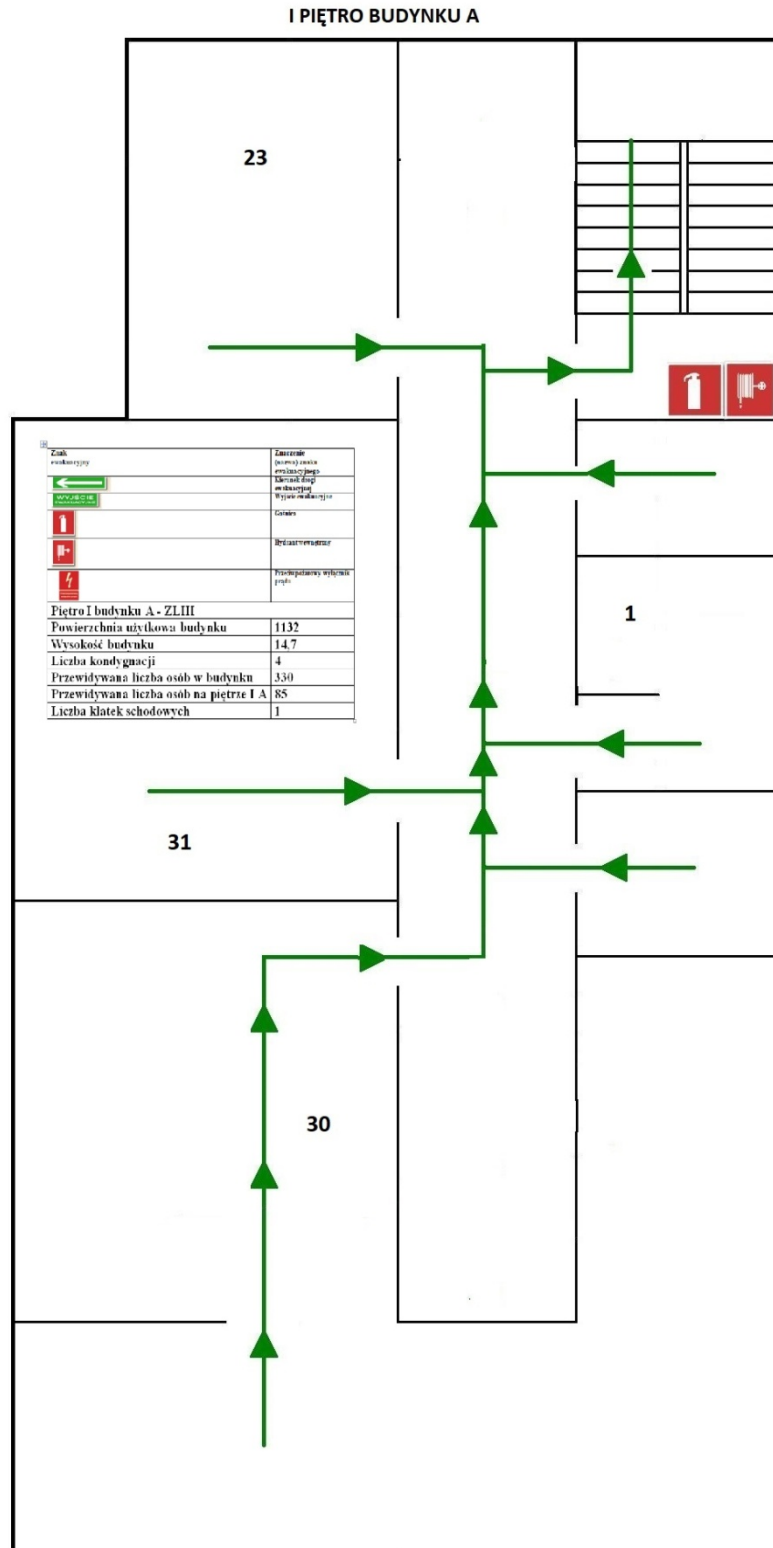 I PIĘTRO BUDYNKU A
23
Znak
ewakuacyjny
Znaczenie
(nazwa) znaku
ewakuacyjnego
Kierunek drogi
ewakuacyjnej
WYJŚCIE
Wyjście ewakuacyjne
Gaśnica
Hydrant wewnętrzny
Przeciwpożarowy wyłącznik
prądu
Piętro I budynku A - ZLIII
Powierzchnia użytkowa budynku 1132
Wysokość budynku 14,7
Liczba kondygnacji 4
Przewidywana liczba osób w budynku 330
Przewidywana liczba osób na piętrze I A 85
Liczba klatek schodowych 1
1
31
30